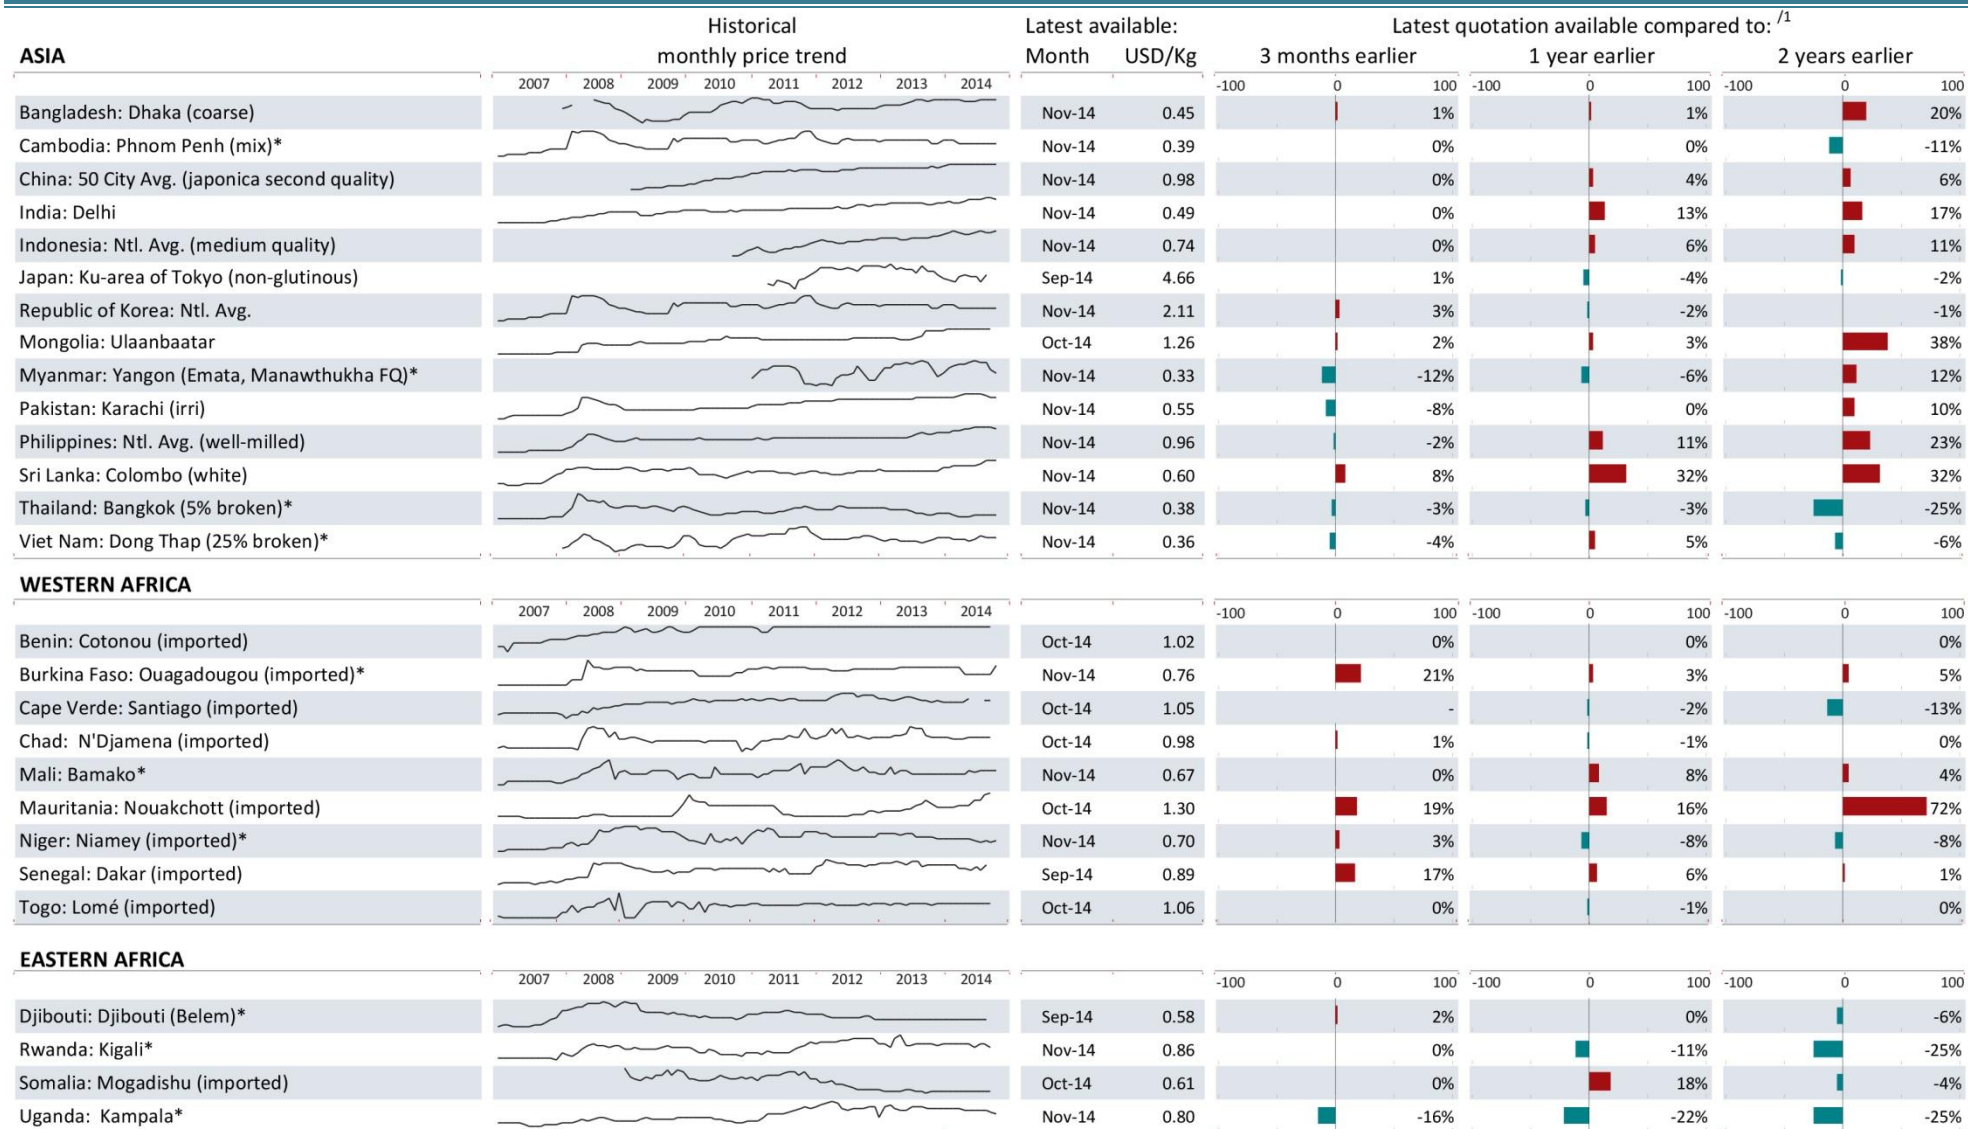 Historical Latest available: Latest quotation available compared to: /1
ASIA monthly price trend Month USD/Kg 3 months earlier 1 year earlier 2 years earlier
2007 2008 2009 2010 2011 2012 2013 2014 -100 0 100 -100 0 100 -100 0 100
Bangladesh: Dhaka (coarse) Nov-14 0.45 1% 1% 20%
Cambodia: Phnom Penh (mix)* Nov-14 0.39 0% 0% -11%
China: 50 City Avg. (japonica second quality) Nov-14 0.98 0% 4% 6%
India: Delhi Nov-14 0.49 0% 13% 17%
Indonesia: Ntl. Avg. (medium quality) Nov-14 0.74 0% 6% 11%
Japan: Ku-area of Tokyo (non-glutinous) Sep-14 4.66 1% -4% -2%
Republic of Korea: Ntl. Avg. Nov-14 2.11 3% -2% -1%
Mongolia: Ulaanbaatar Oct-14 1.26 2% 3% 38%
Myanmar: Yangon (Emata, Manawthukha FQ)* Nov-14 0.33 -12% -6% 12%
Pakistan: Karachi (irri) Nov-14 0.55 -8% 0% 10%
Philippines: Ntl. Avg. (well-milled) Nov-14 0.96 -2% 11% 23%
Sri Lanka: Colombo (white) Nov-14 0.60 8% 32% 32%
Thailand: Bangkok (5% broken)* Nov-14 0.38 -3% -3% -25%
Viet Nam: Dong Thap (25% broken)* Nov-14 0.36 -4% 5% -6%
WESTERN AFRICA
2007 2008 2009 2010 2011 2012 2013 2014 -100 0 100 -100 0 100 -100 0 100
Benin: Cotonou (imported) Oct-14 1.02 0% 0% 0%
Burkina Faso: Ouagadougou (imported)* Nov-14 0.76 21% 3% 5%
Cape Verde: Santiago (imported) Oct-14 1.05 - -2% -13%
Chad: N'Djamena (imported) Oct-14 0.98 1% -1% 0%
Mali: Bamako* Nov-14 0.67 0% 8% 4%
Mauritania: Nouakchott (imported) Oct-14 1.30 19% 16% 72%
Niger: Niamey (imported)* Nov-14 0.70 3% -8% -8%
Senegal: Dakar (imported) Sep-14 0.89 17% 6% 1%
Togo: Lomé (imported) Oct-14 1.06 0% -1% 0%
EASTERN AFRICA
2007 2008 2009 2010 2011 2012 2013 2014 -100 0 100 -100 0 100 -100 0 100
Djibouti: Djibouti (Belem)* Sep-14 0.58 2% 0% -6%
Rwanda: Kigali* Nov-14 0.86 0% -11% -25%
Somalia: Mogadishu (imported) Oct-14 0.61 0% 18% -4%
Uganda: Kampala* Nov-14 0.80 -16% -22% -25%